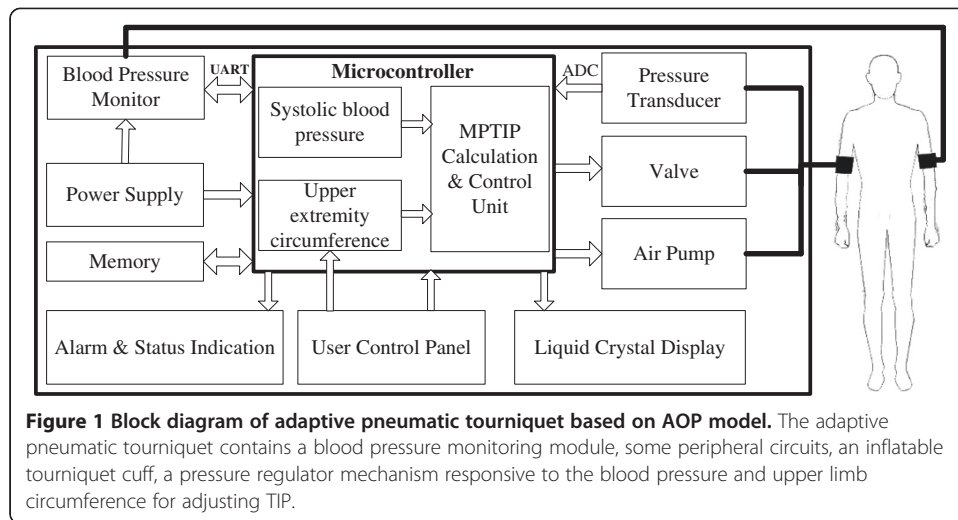 Blood Pressure
Monitor
UART
Microcontroller
ADC
Pressure
Transducer
Systolic blood
pressure
MPTIP
Calculation
& Control
Unit
Valve
Power Supply
Upper
extremity
circumference
Memory
Air Pump
Alarm & Status Indication
User Control Panel
Liquid Crystal Display
Figure 1 Block diagram of adaptive pneumatic tourniquet based on AOP model. The adaptive
pneumatic tourniquet contains a blood pressure monitoring module, some peripheral circuits, an inflatable
tourniquet cuff, a pressure regulator mechanism responsive to the blood pressure and upper limb
circumference for adjusting TIP.